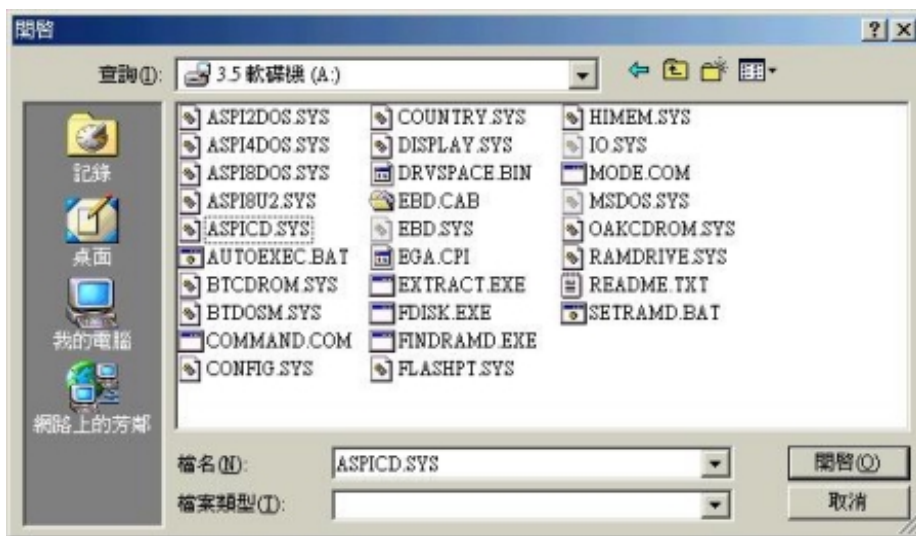 開啓
查詢(I):
3.5 軟碟機 (A:)
記錄
桌面
我的電腦
網路上的芳鄰
ASPI2DOS.SYS
ASPI4DOS.SYS
ASPI8DOS.SYS
ASPI8U2.SYS
ASPICD.SYS
AUTOEXEC.BAT
BTCDROM.SYS
BTDOSM.SYS
COMMAND.COM
CONFIG.SYS
COUNTRY.SYS
DISPLAY.SYS
DRVSPACE.BIN
EBD.CAB
EBD.SYS
EGA.CPI
EXTRACT.EXE
FDISK.EXE
FINDRAMD.EXE
FLASHPT.SYS
HIMEM.SYS
IO.SYS
MODE.COM
MSDOS.SYS
OAKCDROM.SYS
RAMDRIVE.SYS
README.TXT
SETRAMD.BAT
檔名(N):
ASPICD.SYS
開啓(O)
檔案類型(T):
取消